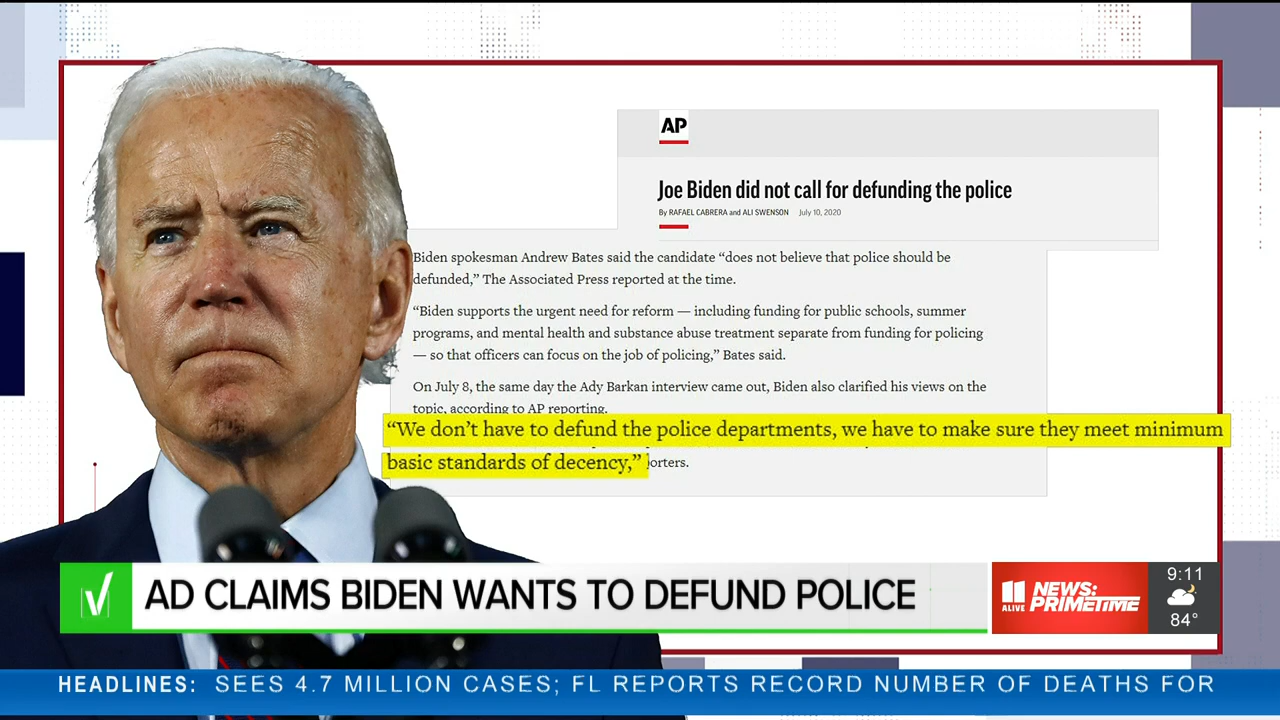 AP
Joe Biden did not call for defunding the police
By RAFAEL CABRERA and ALI SWENSON July 10, 2020
Biden spokesman Andrew Bates said the candidate “does not believe that police should be
defunded,” The Associated Press reported at the time.
“Biden supports the urgent need for reform — including funding for public schools, summer
programs, and mental health and substance abuse treatment separate from funding for policing
— so that officers can focus on the job of policing,” Bates said.
On July 8, the same day the Ady Barkan interview came out, Biden also clarified his views on the
topic, according to AP reporting.
“We don’t have to defund the police departments, we have to make sure they meet minimum
basic standards of decency,” orters.
AD CLAIMS BIDEN WANTS TO DEFUND POLICE
11 ALIVE NEWS: PRIMETIME
9:11
84°
HEADLINES: SEES 4.7 MILLION CASES; FL REPORTS RECORD NUMBER OF DEATHS FOR